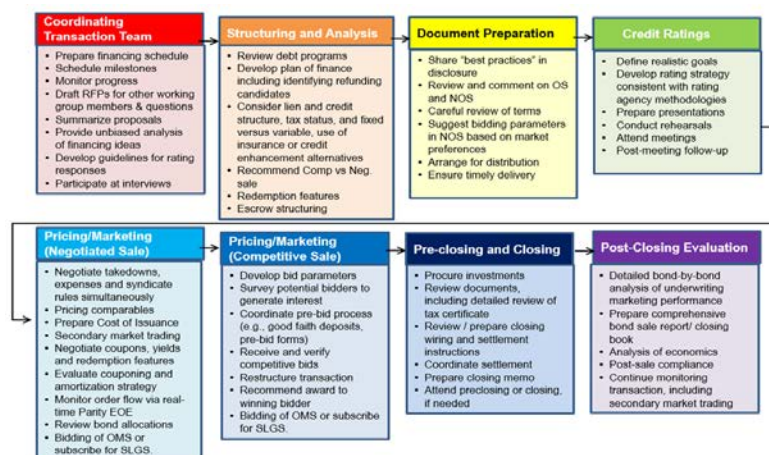 Coordinating
Transaction Team
• Prepare financing schedule
• Schedule milestones
• Monitor progress
• Draft RFPs for other working
group members & questions
• Summarize proposals
• Provide unbiased analysis
of financing ideas
• Develop guidelines for rating
responses
• Participate at interviews
Structuring and Analysis
• Review debt programs
• Develop plan of finance
including identifying refunding
candidates
• Consider lien and credit
structure, tax status, and fixed
versus variable, use of
insurance or credit
enhancement alternatives
• Recommend Comp vs Neg.
sale
• Redemption features
• Escrow structuring
Document Preparation
• Share "best practices" in
disclosure
• Review and comment on OS
and NOS
• Careful review of terms
• Suggest bidding parameters
in NOS based on market
preferences
• Arrange for distribution
• Ensure timely delivery
Credit Ratings
• Define realistic goals
• Develop rating strategy
consistent with rating
agency methodologies
• Prepare presentations
• Conduct rehearsals
• Attend meetings
• Post-meeting follow-up
Pricing/Marketing
(Negotiated Sale)
• Negotiate takedowns,
expenses and syndicate
rules simultaneously
• Pricing comparables
• Prepare Cost of Issuance
• Secondary market trading
• Negotiate coupons, yields
and redemption features
• Evaluate couponing and
amortization strategy
• Monitor order flow via real-
time Parity EOE
• Review bond allocations
• Bidding of OMS or
subscribe for SLGS.
Pricing/Marketing
(Competitive Sale)
• Develop bid parameters
• Survey potential bidders to
generate interest
• Coordinate pre-bid process
(e.g., good faith deposits,
pre-bid forms)
• Receive and verify
competitive bids
• Restructure transaction
• Recommend award to
winning bidder
• Bidding of OMS or subscribe
for SLGS.
Pre-closing and Closing
• Procure investments
• Review documents,
including detailed review of
tax certificate
• Review / prepare closing
wiring and settlement
instructions
• Coordinate settlement
• Prepare closing memo
• Attend preclosing or closing,
if needed
Post-Closing Evaluation
• Detailed bond-by-bond
analysis of underwriting
marketing performance
• Prepare comprehensive
bond sale report/ closing
book
• Analysis of economics
• Post-sale compliance
• Continue monitoring
transaction, including
secondary market trading